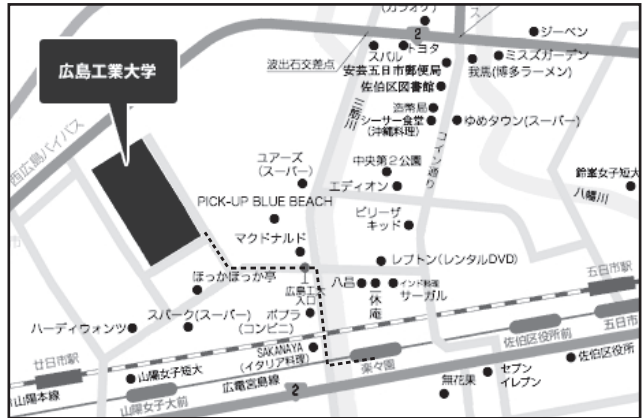 (カラオケ)
2
ジーベン
スバル
トヨタ
ミスズガーデン
波出石交差点
安芸五日市郵便局
我馬(博多ラーメン)
広島工業大学
佐伯区図書館
造幣局
シーサー食堂
(沖縄料理)
ゆめタウン(スーパー)
三筋川
コイン通り
西広島バイパス
ユアーズ
(スーパー)
中央第2公園
鈴峯女子短大
エディオン
八幡川
PICK-UP BLUE BEACH
ビリーザ
キッド
マクドナルド
レプトン(レンタルDVD)
五日市駅
ほっかほっか亭
広島工大
入口
八昌
一休庵
インド料理
サーガル
スパーク(スーパー)
ポプラ
(コンビニ)
ハーディウォンツ
五日市
佐伯区役所前
SAKANAYA
(イタリア料理)
楽々園
廿日市駅
山陽女子短大
佐伯区役所
セブン
イレブン
無花果
山陽本線
山陽女子大前
広電宮島線
2